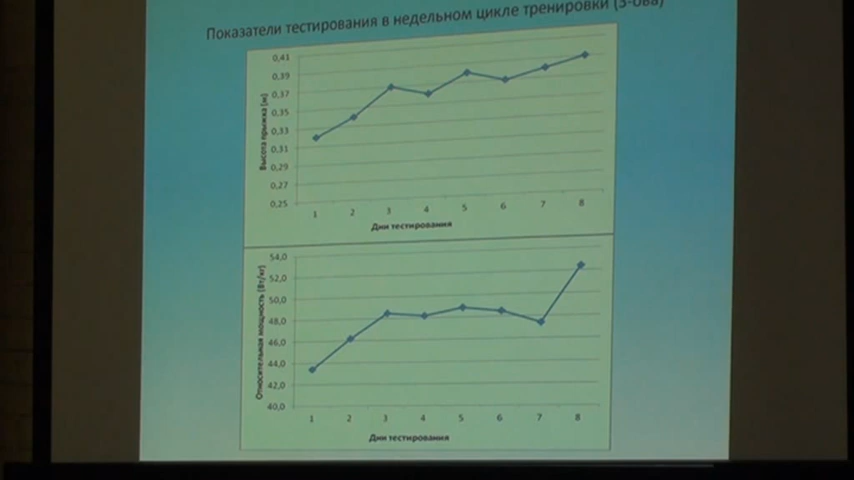 Показатели тестирования в недельном цикле тренировки (З-ова)
0,41
0,39
0,37
0,35
0,33
0,31
0,29
0,27
0,25
Высота прыжка (м)
1 2 3 4 5 6 7 8
Дни тестирования
54,0
52,0
50,0
48,0
46,0
44,0
42,0
40,0
Относительная мощность (Вт/кг)
1 2 3 4 5 6 7 8
Дни тестирования